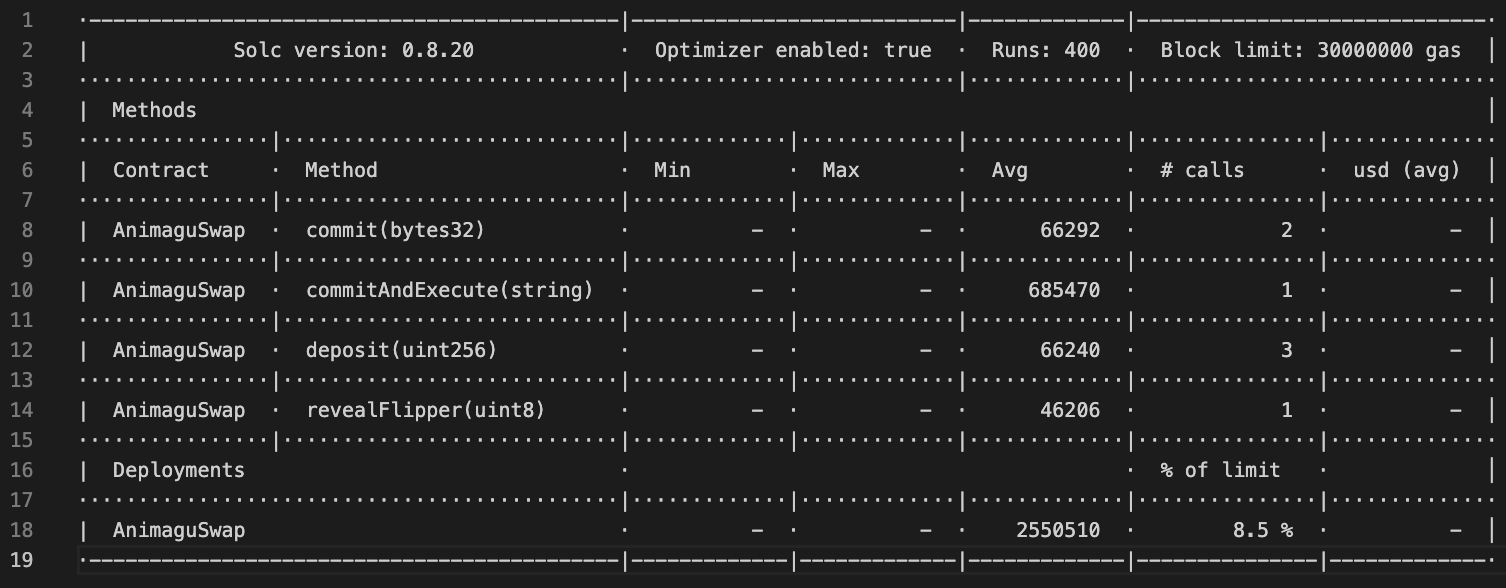 1 ·-----------------------------------------|---------------------------|-------------|-----------------------------·
2 |            Solc version: 0.8.20            ·  Optimizer enabled: true  ·  Runs: 400  ·  Block limit: 30000000 gas  |
3 ············································|···························|·············|······························
4 |  Methods                                                                                                          |
5 ················|···························|·············|·············|·············|···············|··············
6 |  Contract     ·  Method                   ·  Min        ·  Max        ·  Avg        ·  # calls      ·  usd (avg)  |
7 ················|···························|·············|·············|·············|···············|··············
8 |  AnimaguSwap  ·  commit(bytes32)          ·          -  ·          -  ·      66292  ·            2  ·          -  |
9 ················|···························|·············|·············|·············|···············|··············
10 |  AnimaguSwap  ·  commitAndExecute(string)  ·          -  ·          -  ·     685470  ·            1  ·          -  |
11 ················|···························|·············|·············|·············|···············|··············
12 |  AnimaguSwap  ·  deposit(uint256)         ·          -  ·          -  ·      66240  ·            3  ·          -  |
13 ················|···························|·············|·············|·············|···············|··············
14 |  AnimaguSwap  ·  revealFlipper(uint8)     ·          -  ·          -  ·      46206  ·            1  ·          -  |
15 ················|···························|·············|·············|·············|···············|··············
16 |  Deployments                              ·                                         ·  % of limit   ·             |
17 ············································|·············|·············|·············|···············|··············
18 |  AnimaguSwap                              ·          -  ·          -  ·    2550510  ·        8.5 %  ·          -  |
19 ·-----------------------------------------|-------------|-------------|-------------|---------------|-------------·